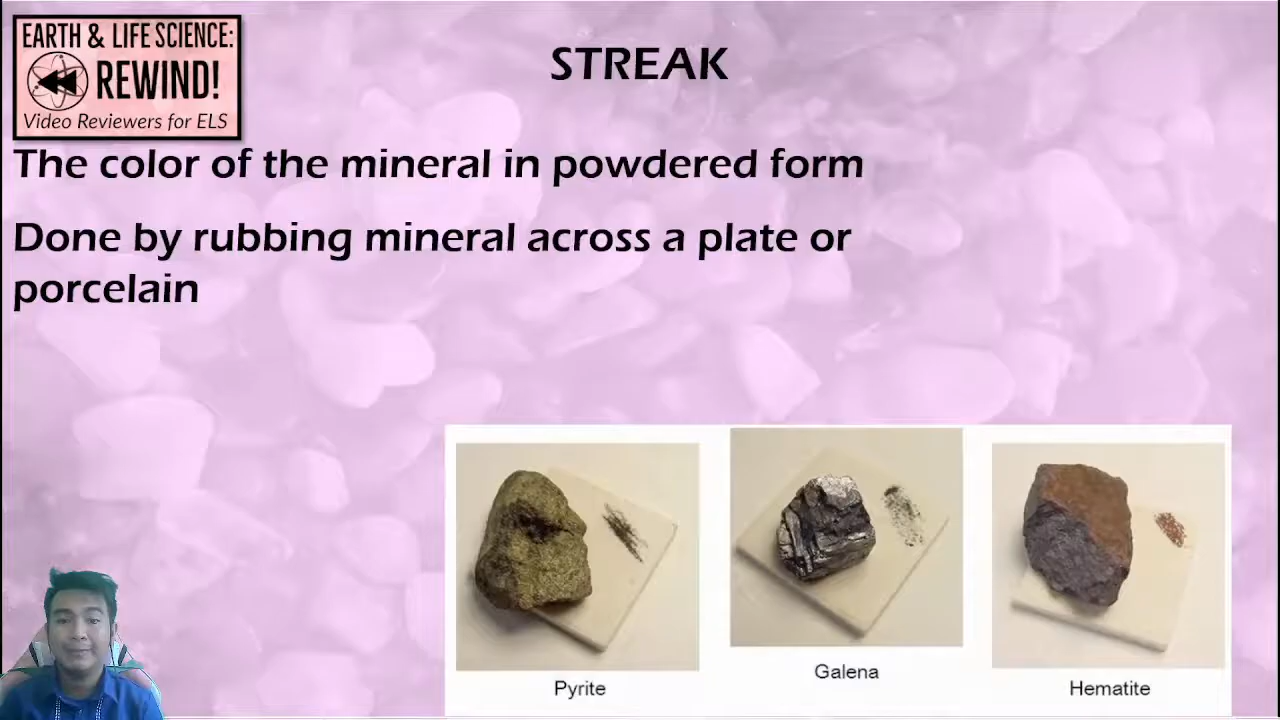 EARTH & LIFE SCIENCE:
REWIND!
Video Reviewers for ELS
STREAK
The color of the mineral in powdered form
Done by rubbing mineral across a plate or
porcelain
Pyrite
Galena
Hematite